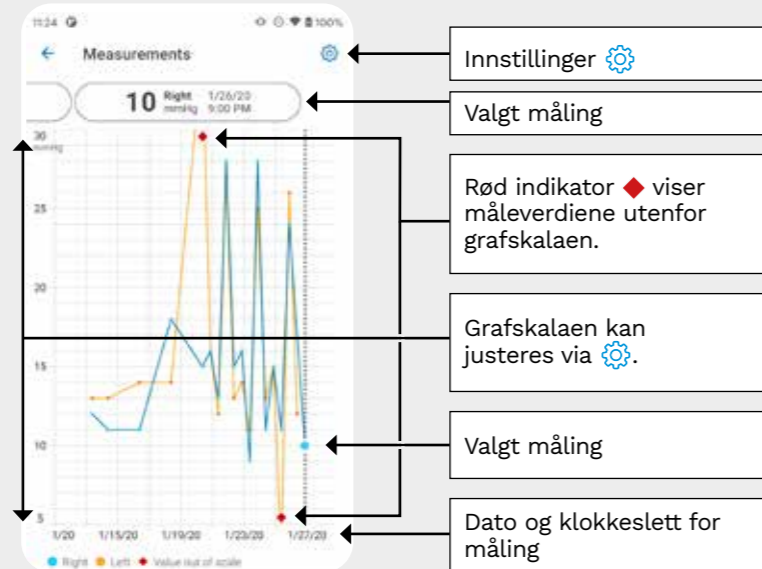 11:24 100%
Measurements
10 Right mmHg 1/26/20 9:00 PM
30
mmHg
25
20
15
10
5
1/20 1/15/20 1/19/20 1/23/20 1/27/20
Right Left Value out of scale
Innstillinger
Valgt måling
Rød indikator viser
måleverdiene utenfor
grafskalaen.
Grafskalaen kan
justeres via .
Valgt måling
Dato og klokkeslett for
måling